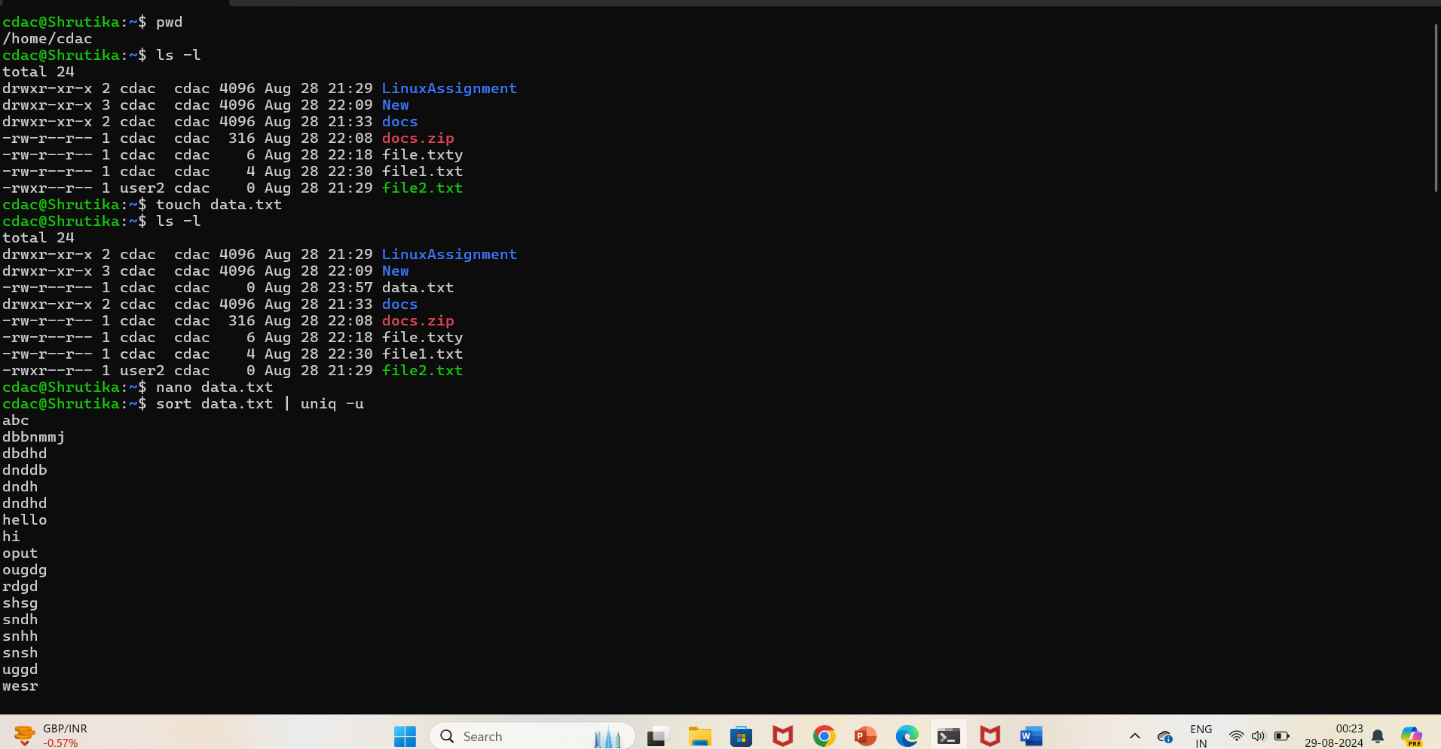 cdac@Shrutika:~$ pwd
/home/cdac
cdac@Shrutika:~$ ls -l
total 24
drwxr-xr-x 2 cdac  cdac 4096 Aug 28 21:29 LinuxAssignment
drwxr-xr-x 3 cdac  cdac 4096 Aug 28 22:09 New
drwxr-xr-x 2 cdac  cdac 4096 Aug 28 21:33 docs
-rw-r--r-- 1 cdac  cdac  316 Aug 28 22:08 docs.zip
-rw-r--r-- 1 cdac  cdac    6 Aug 28 22:18 file.txty
-rw-r--r-- 1 cdac  cdac    4 Aug 28 22:30 file1.txt
-rwxr--r-- 1 user2 cdac    0 Aug 28 21:29 file2.txt
cdac@Shrutika:~$ touch data.txt
cdac@Shrutika:~$ ls -l
total 24
drwxr-xr-x 2 cdac  cdac 4096 Aug 28 21:29 LinuxAssignment
drwxr-xr-x 3 cdac  cdac 4096 Aug 28 22:09 New
-rw-r--r-- 1 cdac  cdac    0 Aug 28 23:57 data.txt
drwxr-xr-x 2 cdac  cdac 4096 Aug 28 21:33 docs
-rw-r--r-- 1 cdac  cdac  316 Aug 28 22:08 docs.zip
-rw-r--r-- 1 cdac  cdac    6 Aug 28 22:18 file.txty
-rw-r--r-- 1 cdac  cdac    4 Aug 28 22:30 file1.txt
-rwxr--r-- 1 user2 cdac    0 Aug 28 21:29 file2.txt
cdac@Shrutika:~$ nano data.txt
cdac@Shrutika:~$ sort data.txt | uniq -u
abc
dbbnmmj
dbdhd
dnddb
dndh
dndhd
hello
hi
oput
ougdg
rdgd
shsg
sndh
snhh
snsh
uggd
wesr
GBP/INR
-0.57%
Search
ENG
IN
00:23
29-08-2024
PRE